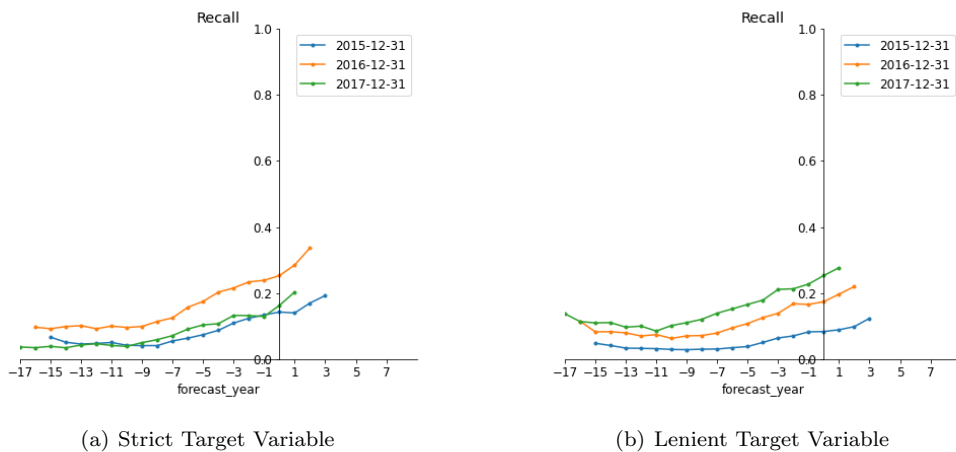 Recall
1.0
2015-12-31
2016-12-31
2017-12-31
0.8
0.6
0.4
0.2
0.0
−17 −15 −13 −11 −9 −7 −5 −3 −1 1 3 5 7
forecast_year
(a) Strict Target Variable
Recall
1.0
2015-12-31
2016-12-31
2017-12-31
0.8
0.6
0.4
0.2
0.0
−17 −15 −13 −11 −9 −7 −5 −3 −1 1 3 5 7
forecast_year
(b) Lenient Target Variable